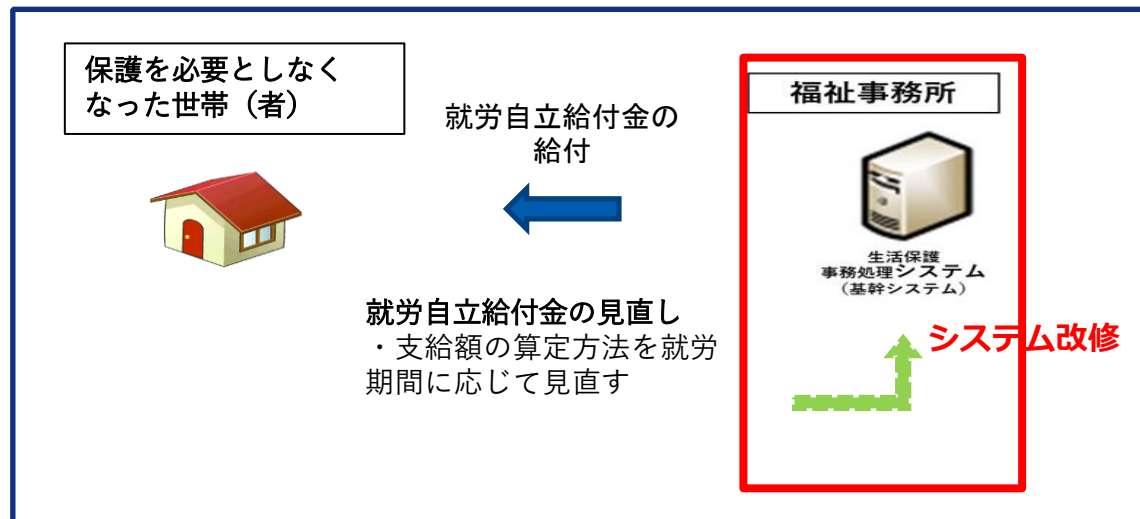 保護を必要としなく
なった世帯（者）
就労自立給付金の
給付
福祉事務所
生活保護
事務処理システム
（基幹システム）
就労自立給付金の見直し
・支給額の算定方法を就労
期間に応じて見直す
システム改修